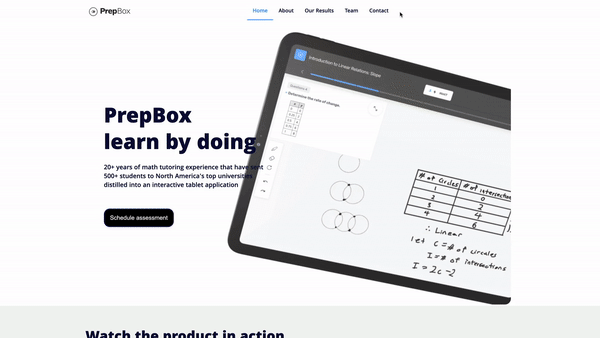 PrepBox
Home About Our Results Team Contact
Introduction to Linear Relations: Slope
Determine the rate of change.
PrepBox
learn by doing
20+ years of math tutoring experience that have sent
500+ students to North America's top universities
distilled into an interactive tablet application
Schedule assessment
# of Circles # of intersections
1 0
2 2
3 4
4 6
∴ Linear
let C = # of circles
I = # of intersections
I = 2c - 2
Watch the product in action